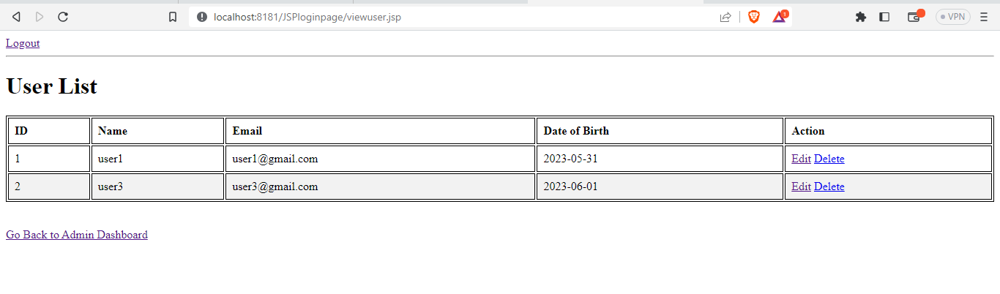 localhost:8181/JSPloginpage/viewuser.jsp
1
VPN
Logout
User List
ID Name Email Date of Birth Action
1 user1 user1@gmail.com 2023-05-31 Edit Delete
2 user3 user3@gmail.com 2023-06-01 Edit Delete
Go Back to Admin Dashboard